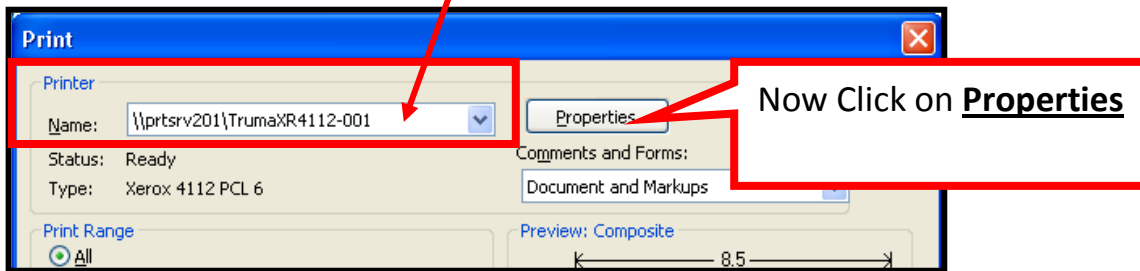 Print
Printer
Name: \\prtsrv201\TrumaXR4112-001 Properties
Now Click on Properties
Status: Ready Comments and Forms:
Type: Xerox 4112 PCL 6 Document and Markups
Print Range Preview: Composite
All 8.5